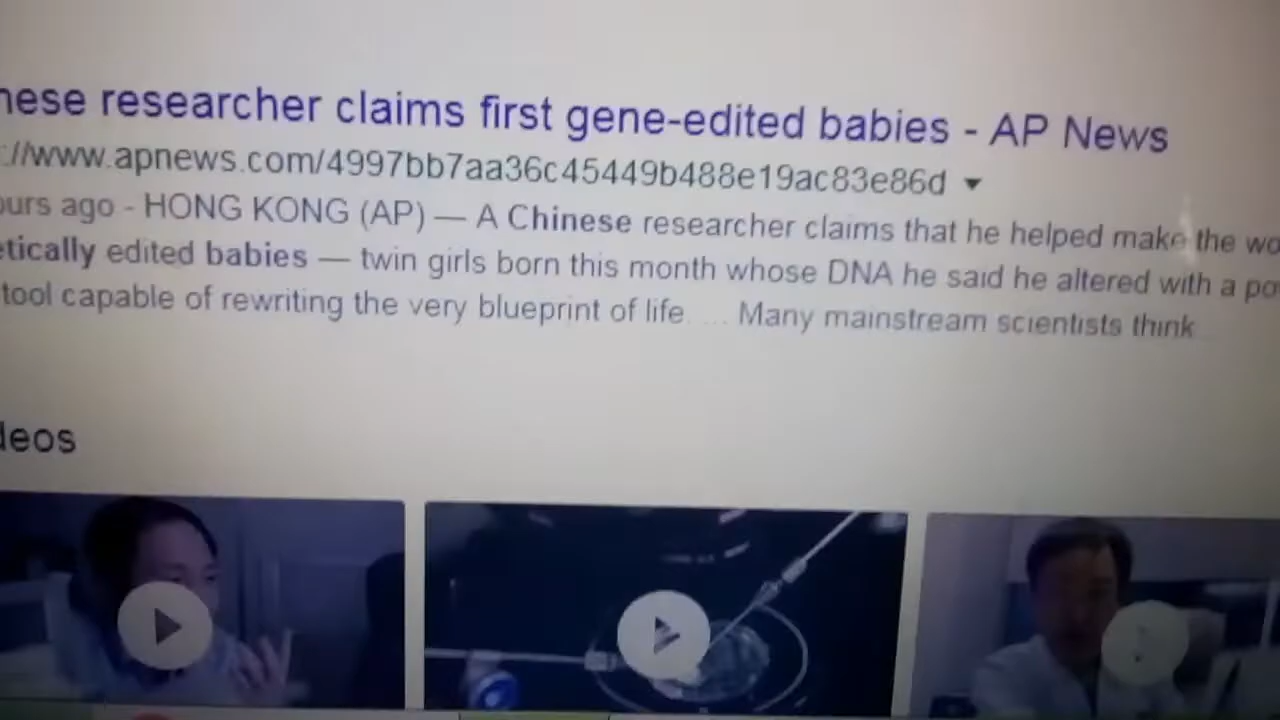 nese researcher claims first gene-edited babies - AP News
://www.apnews.com/4997bb7aa36c45449b488e19ac83e86d
ours ago - HONG KONG (AP) — A Chinese researcher claims that he helped make the wo
etically edited babies — twin girls born this month whose DNA he said he altered with a po
tool capable of rewriting the very blueprint of life. ... Many mainstream scientists think
deos